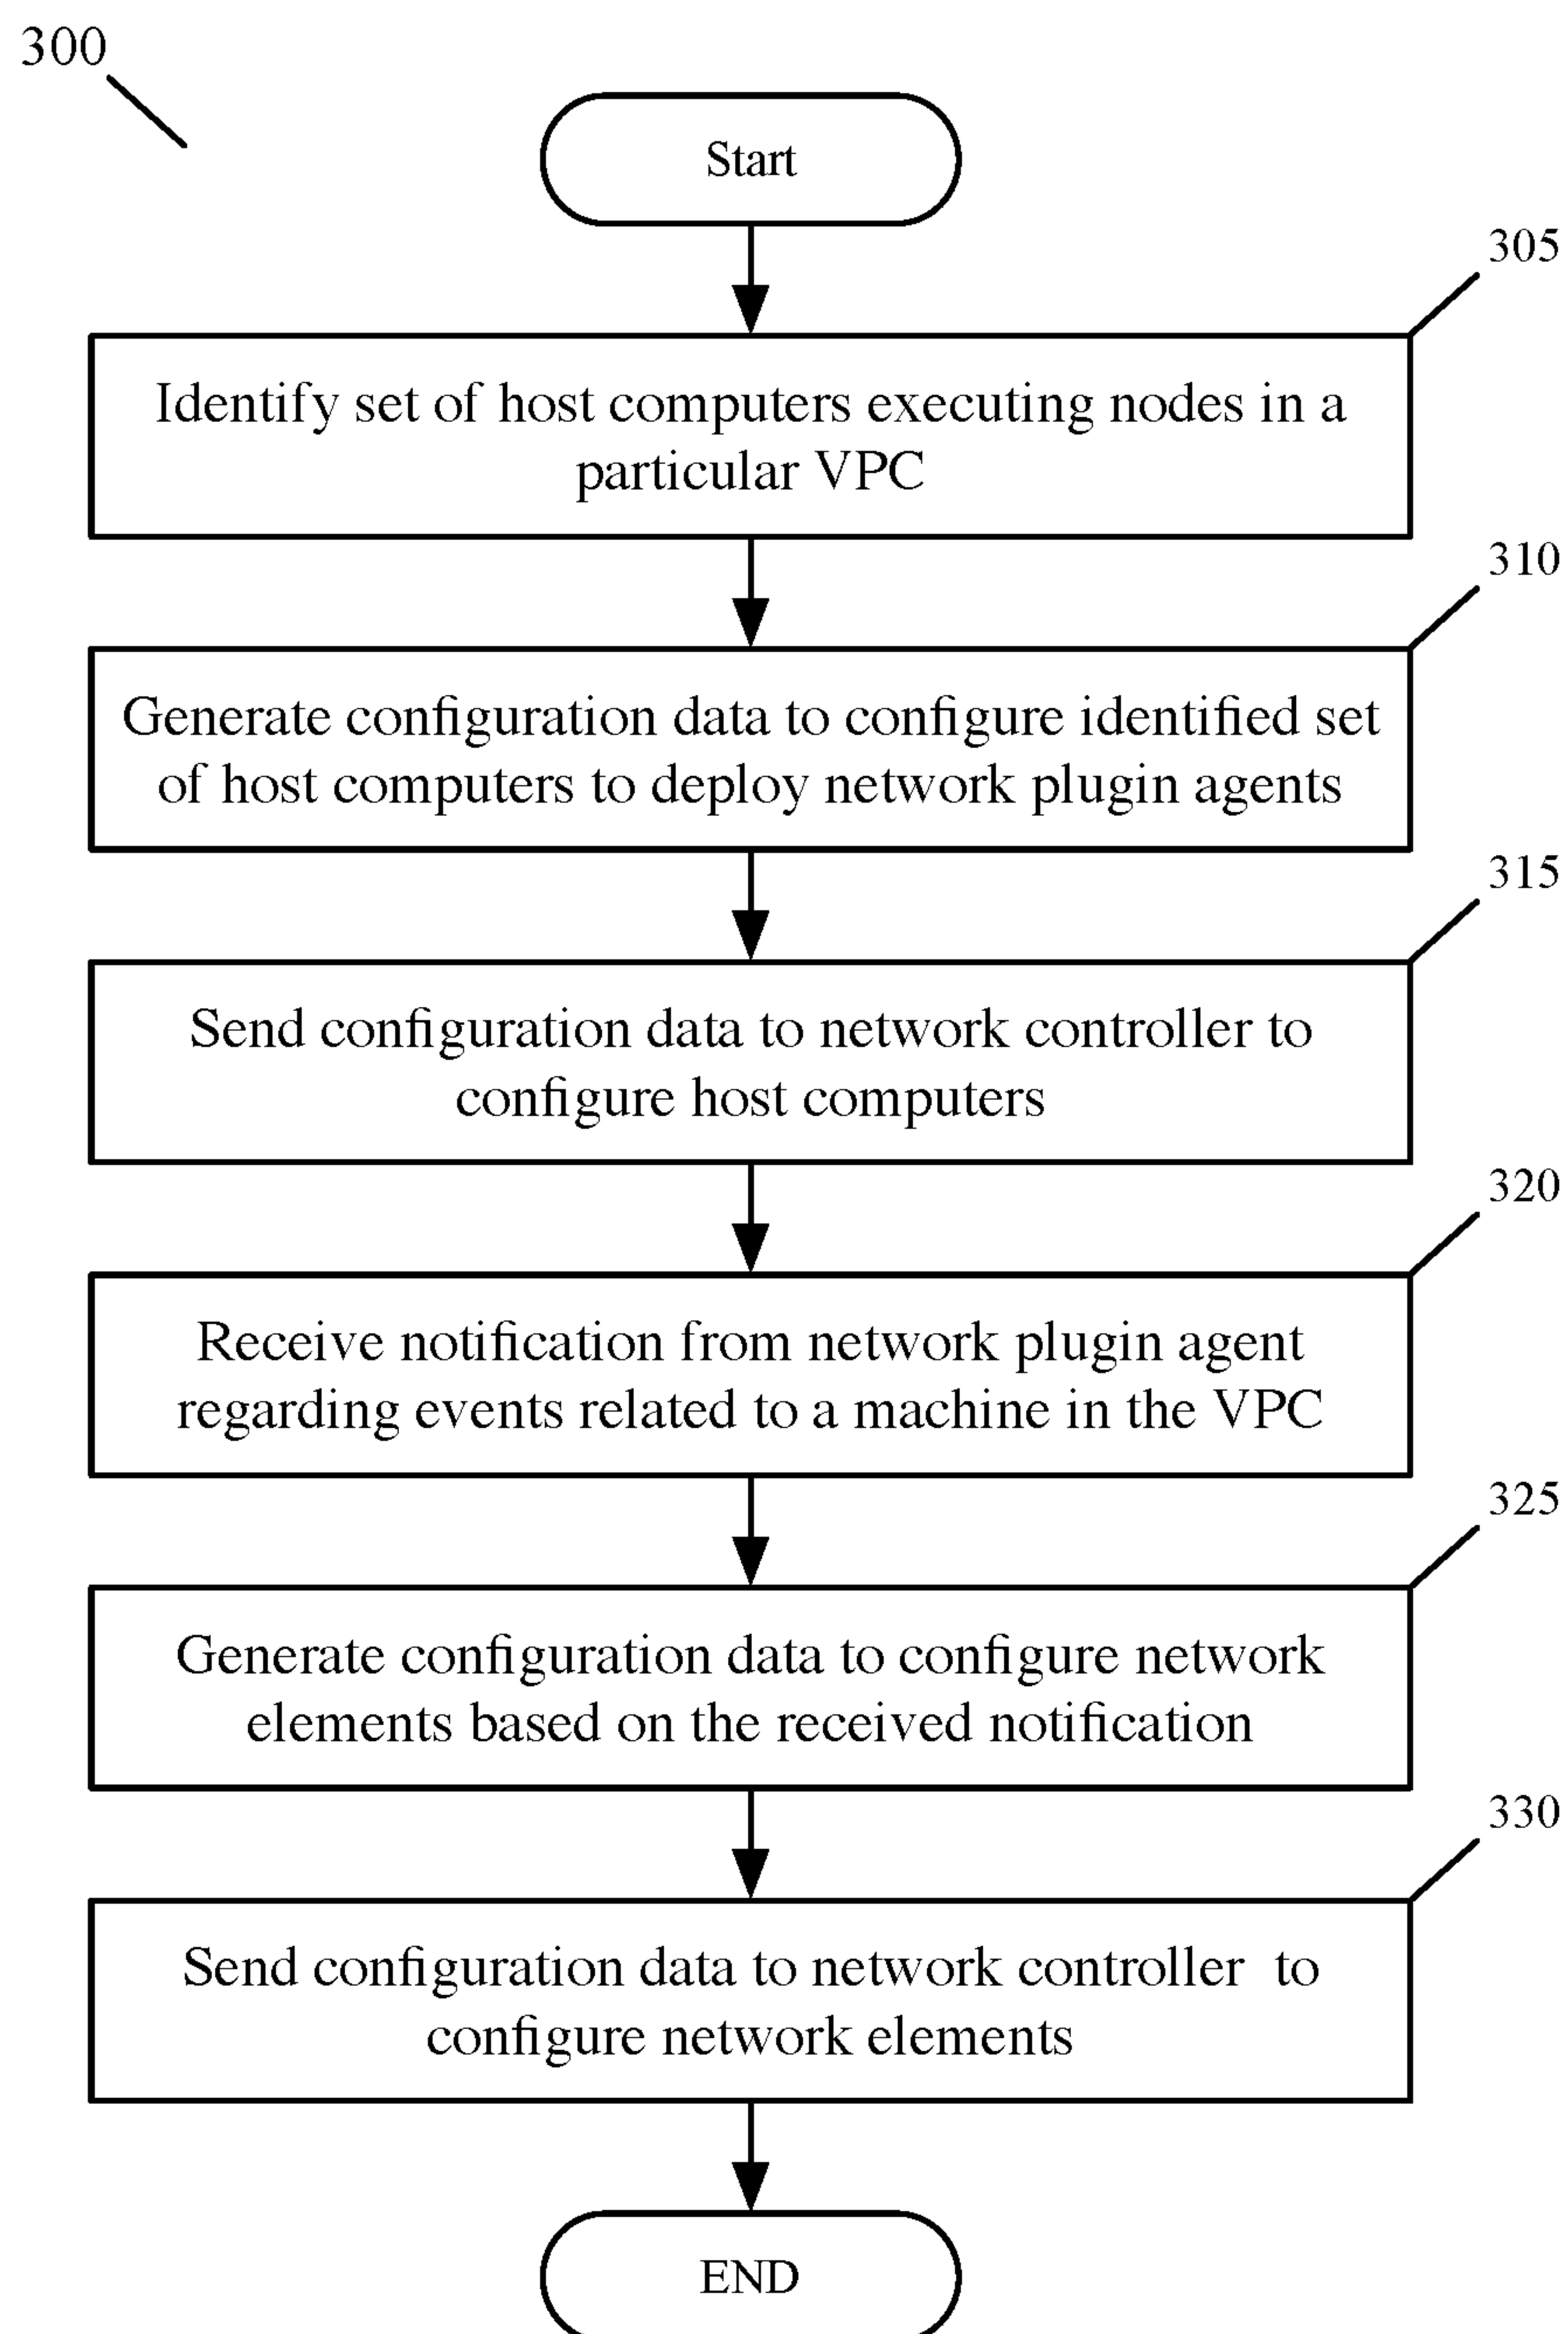 300
Start
305
Identify set of host computers executing nodes in a
particular VPC
310
Generate configuration data to configure identified set
of host computers to deploy network plugin agents
315
Send configuration data to network controller to
configure host computers
320
Receive notification from network plugin agent
regarding events related to a machine in the VPC
325
Generate configuration data to configure network
elements based on the received notification
330
Send configuration data to network controller  to
configure network elements
END